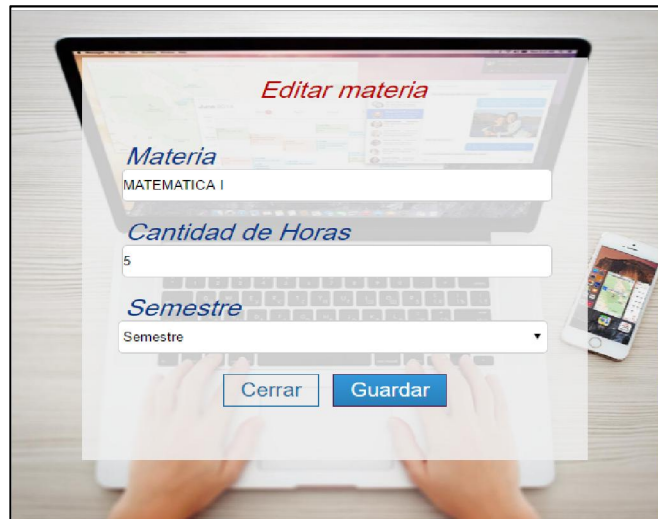 Editar materia
Materia
MATEMATICA I
Cantidad de Horas
5
Semestre
Semestre
Cerrar Guardar